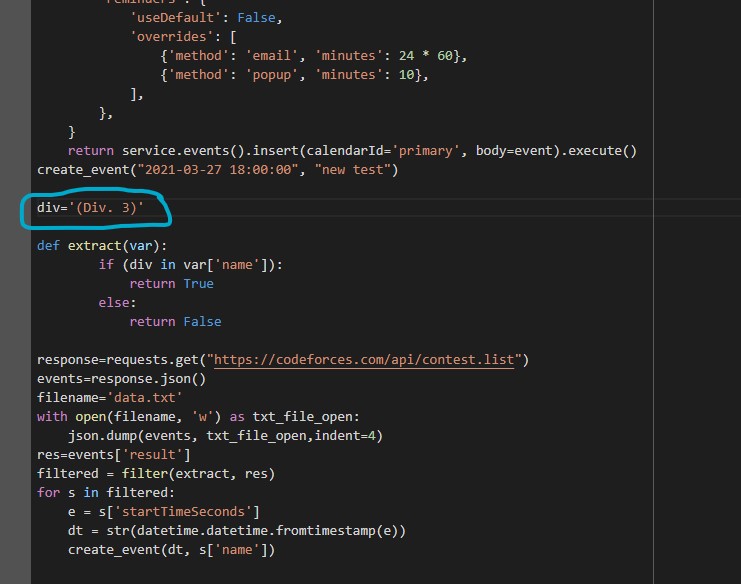 'reminders': {
'useDefault': False,
'overrides': [
{'method': 'email', 'minutes': 24 * 60},
{'method': 'popup', 'minutes': 10},
],
},
}
return service.events().insert(calendarId='primary', body=event).execute()
create_event("2021-03-27 18:00:00", "new test")
div='(Div. 3)'
def extract(var):
if (div in var['name']):
return True
else:
return False
response=requests.get("https://codeforces.com/api/contest.list")
events=response.json()
filename='data.txt'
with open(filename, 'w') as txt_file_open:
json.dump(events, txt_file_open,indent=4)
res=events['result']
filtered = filter(extract, res)
for s in filtered:
e = s['startTimeSeconds']
dt = str(datetime.datetime.fromtimestamp(e))
create_event(dt, s['name'])